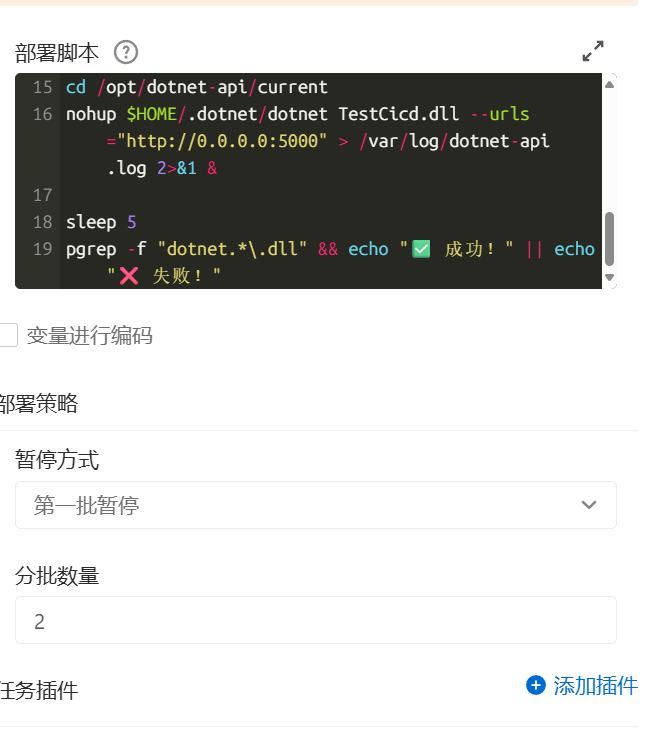 部署脚本 ?
15 cd /opt/dotnet-api/current
16 nohup $HOME/.dotnet/dotnet TestCicd.dll --urls
="http://0.0.0.0:5000" > /var/log/dotnet-api
.log 2>&1 &
17
18 sleep 5
19 pgrep -f "dotnet.*\.dll" && echo "✅ 成功！" || echo
"❌ 失败！"
变量进行编码
部署策略
暂停方式
第一批暂停
分批数量
2
任务插件
添加插件